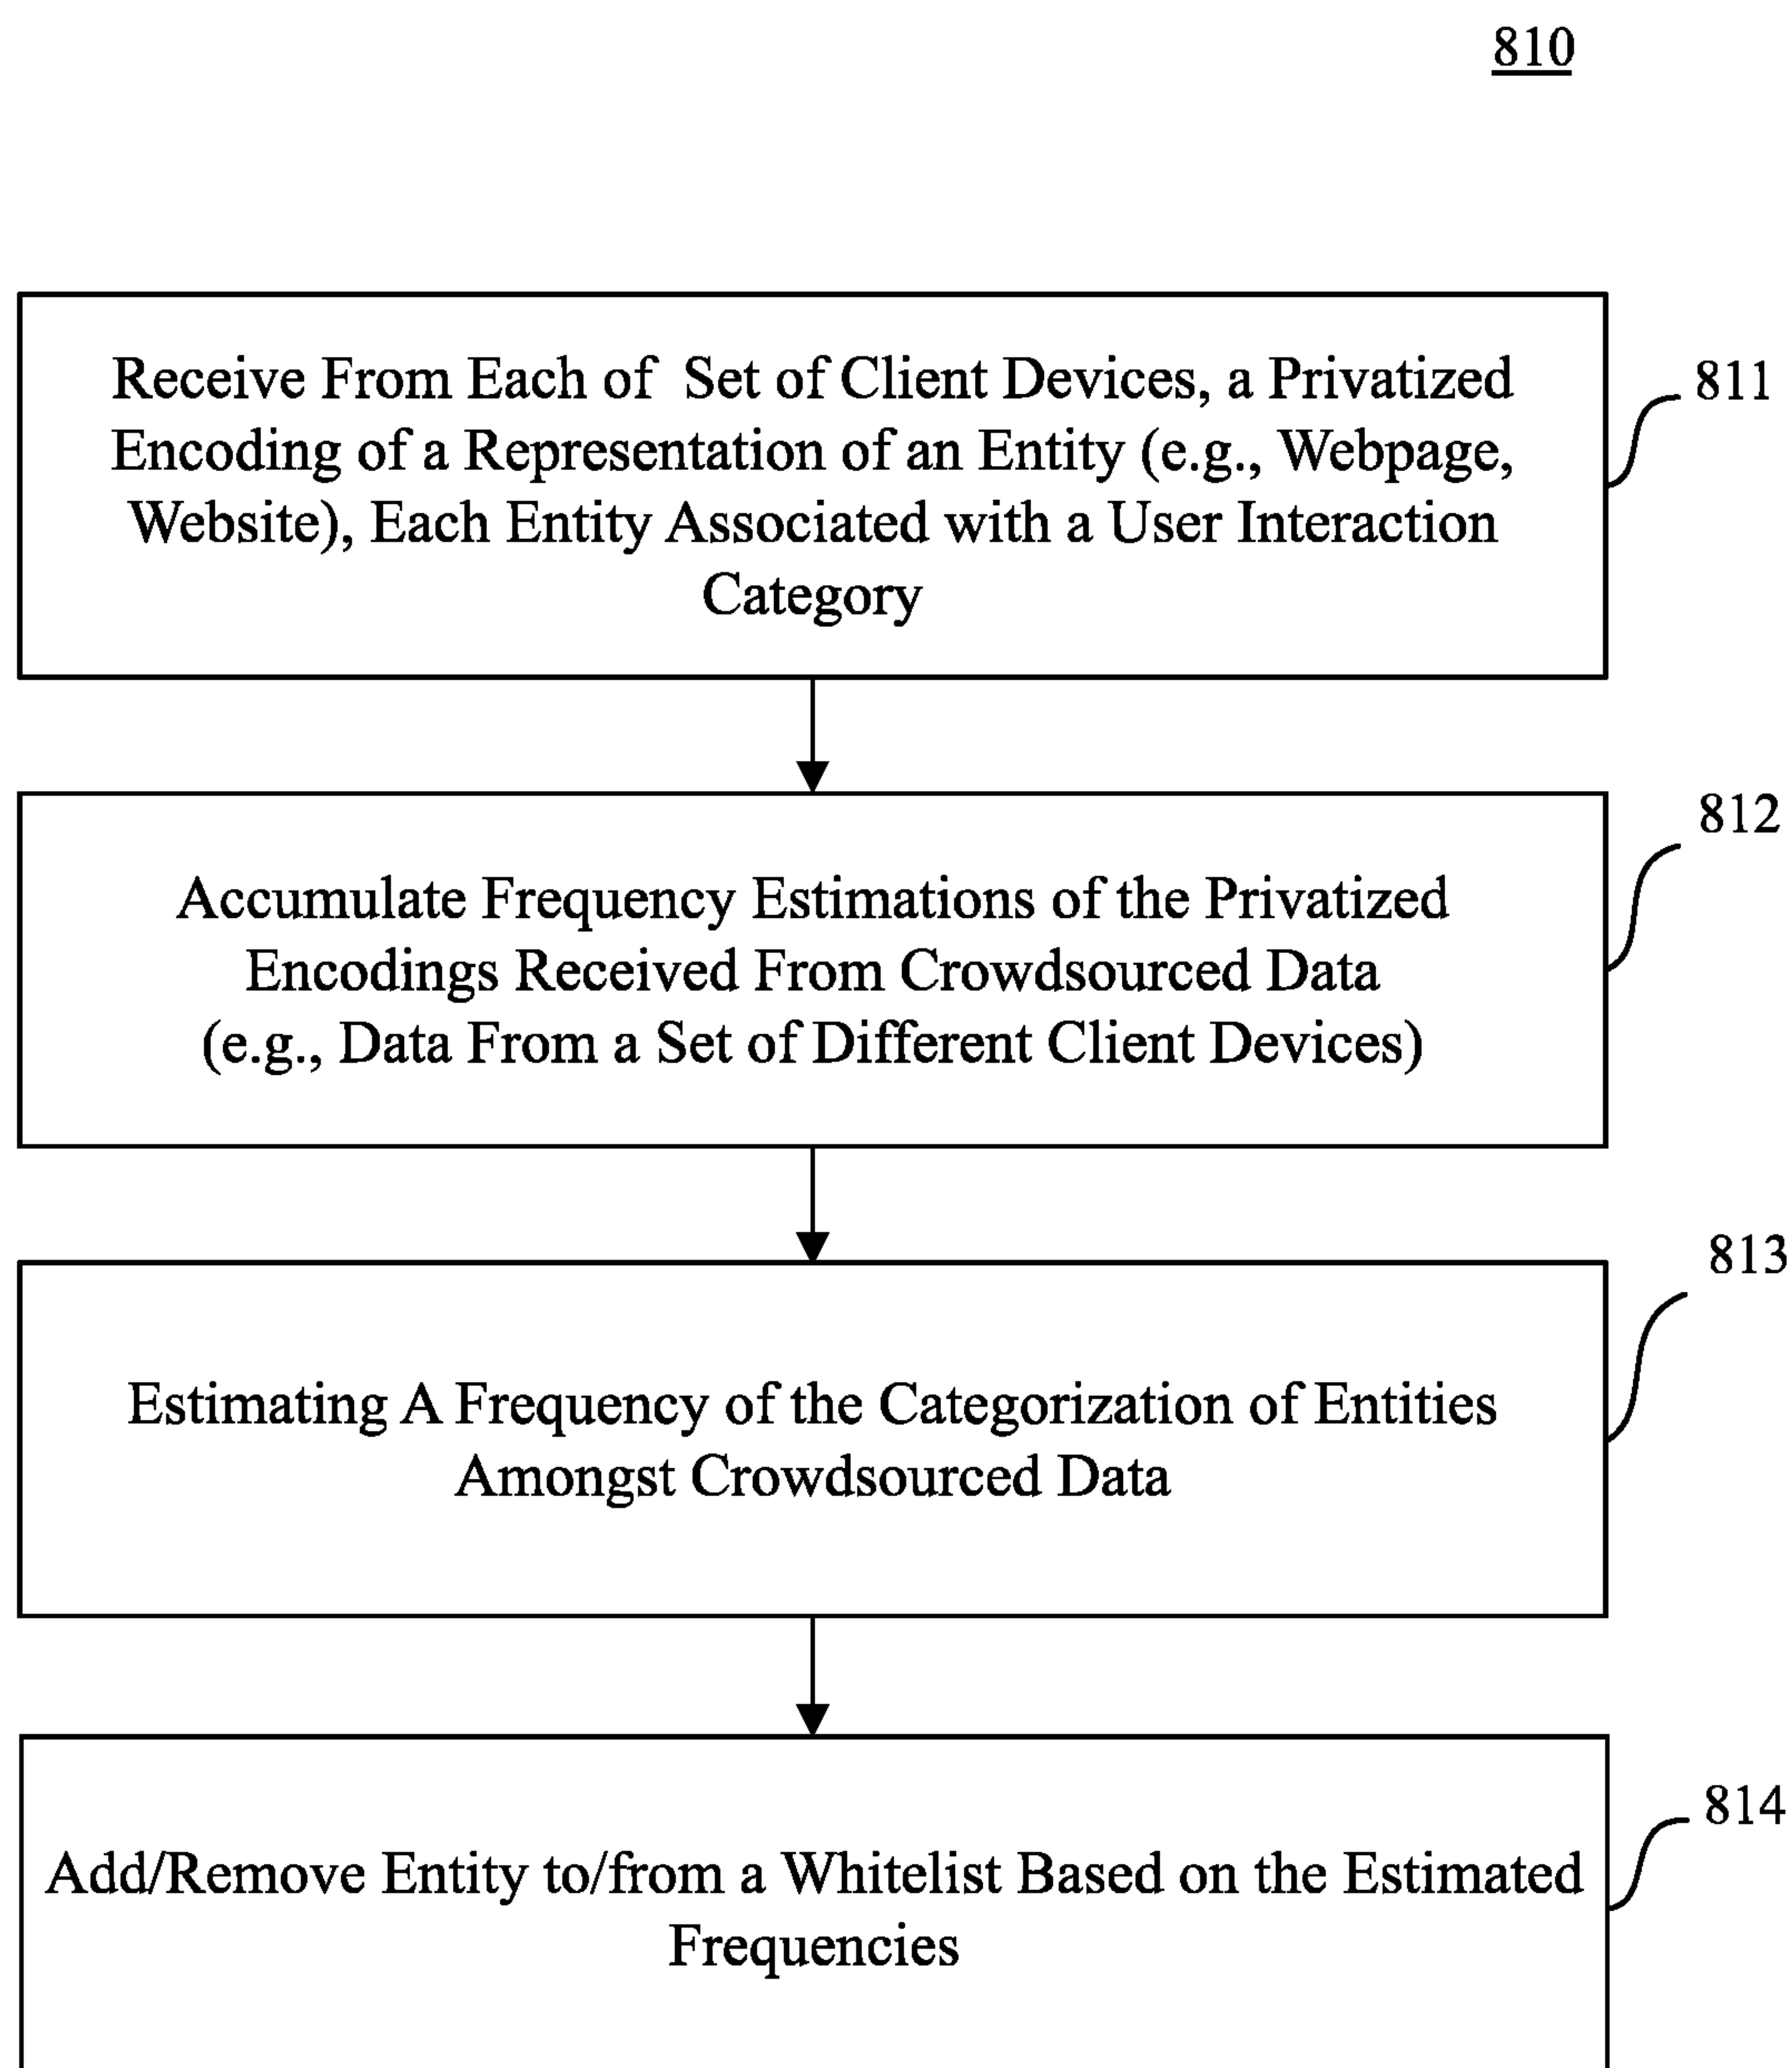 810
Receive From Each of Set of Client Devices, a Privatized
Encoding of a Representation of an Entity (e.g., Webpage,
Website), Each Entity Associated with a User Interaction
Category
811
Accumulate Frequency Estimations of the Privatized
Encodings Received From Crowdsourced Data
(e.g., Data From a Set of Different Client Devices)
812
Estimating A Frequency of the Categorization of Entities
Amongst Crowdsourced Data
813
Add/Remove Entity to/from a Whitelist Based on the Estimated
Frequencies
814